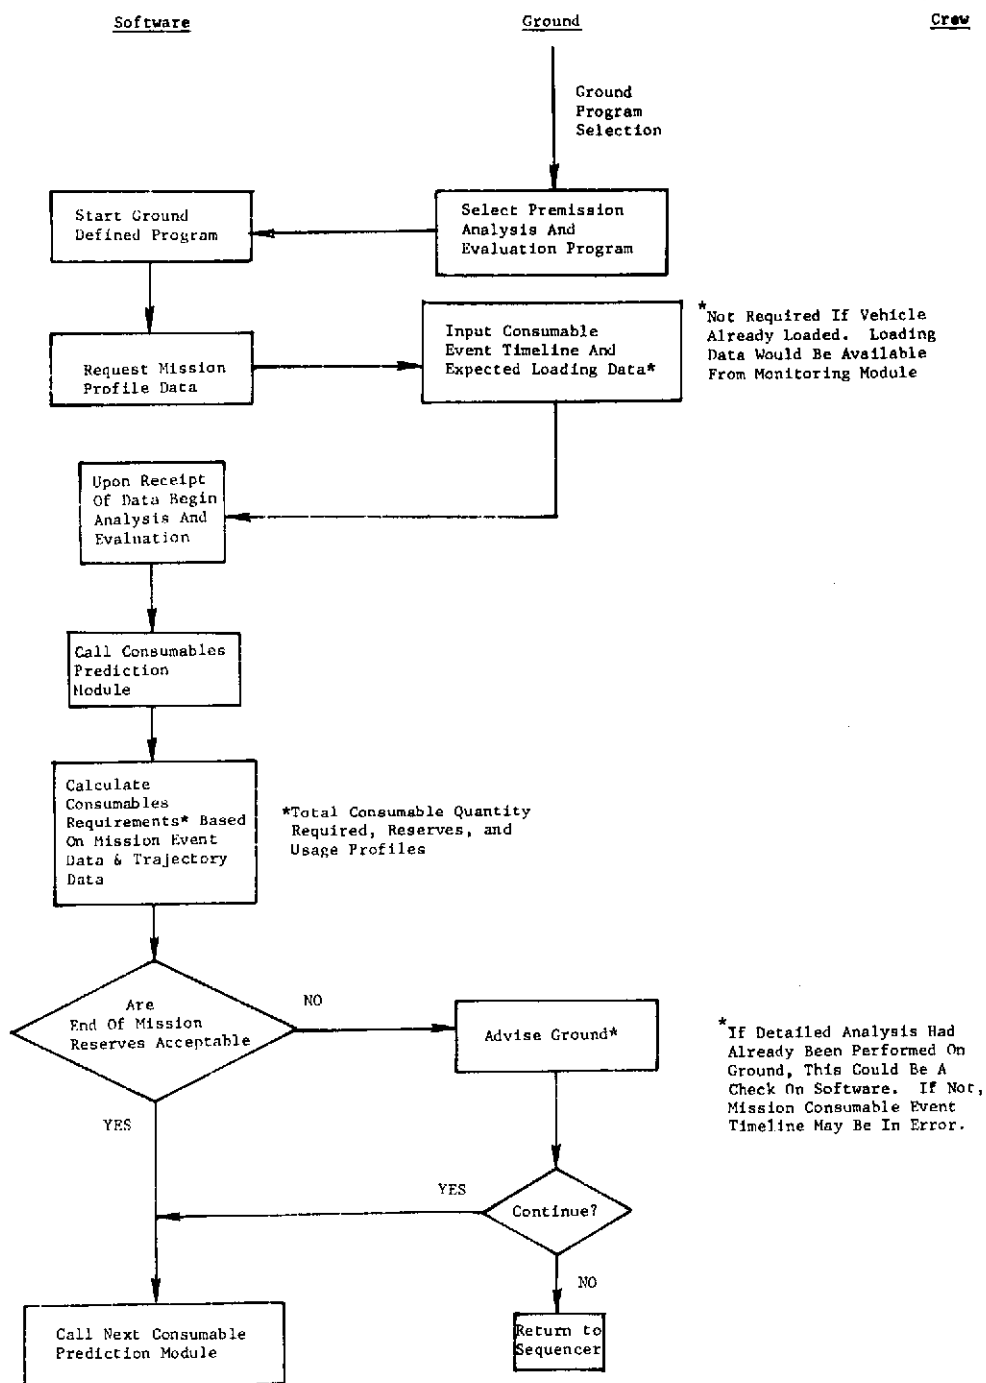 Software
Ground
Crew
Ground
Program
Selection
Start Ground
Defined Program
Select Premission
Analysis And
Evaluation Program
Request Mission
Profile Data
Input Consumable
Event Timeline And
Expected Loading Data*
*Not Required If Vehicle
Already Loaded. Loading
Data Would Be Available
From Monitoring Module
Upon Receipt
Of Data Begin
Analysis And
Evaluation
Call Consumables
Prediction
Module
Calculate
Consumables
Requirements* Based
On Mission Event
Data & Trajectory
Data
*Total Consumable Quantity
Required, Reserves, and
Usage Profiles
Are
End Of Mission
Reserves Acceptable
NO
YES
Advise Ground*
*If Detailed Analysis Had
Already Been Performed On
Ground, This Could Be A
Check On Software. If Not,
Mission Consumable Event
Timeline May Be In Error.
YES
Continue?
NO
Call Next Consumable
Prediction Module
Return to
Sequencer